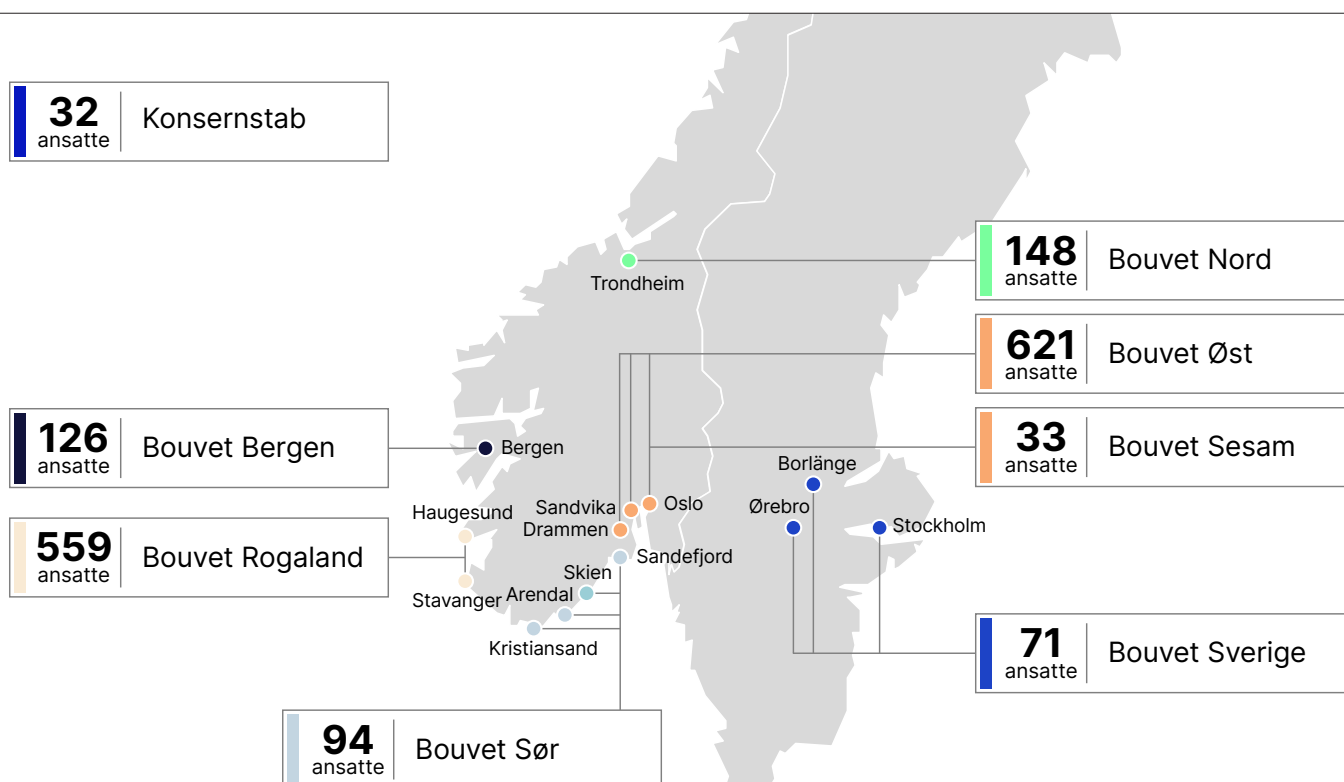 32
ansatte
Konsernstab
148
ansatte
Bouvet Nord
Trondheim
621
ansatte
Bouvet Øst
126
ansatte
Bouvet Bergen
Bergen
33
ansatte
Bouvet Sesam
Borlänge
Haugesund
Sandvika
Oslo
Ørebro
Drammen
Stockholm
559
ansatte
Bouvet Rogaland
Sandefjord
Skien
Stavanger
Arendal
Kristiansand
71
ansatte
Bouvet Sverige
94
ansatte
Bouvet Sør